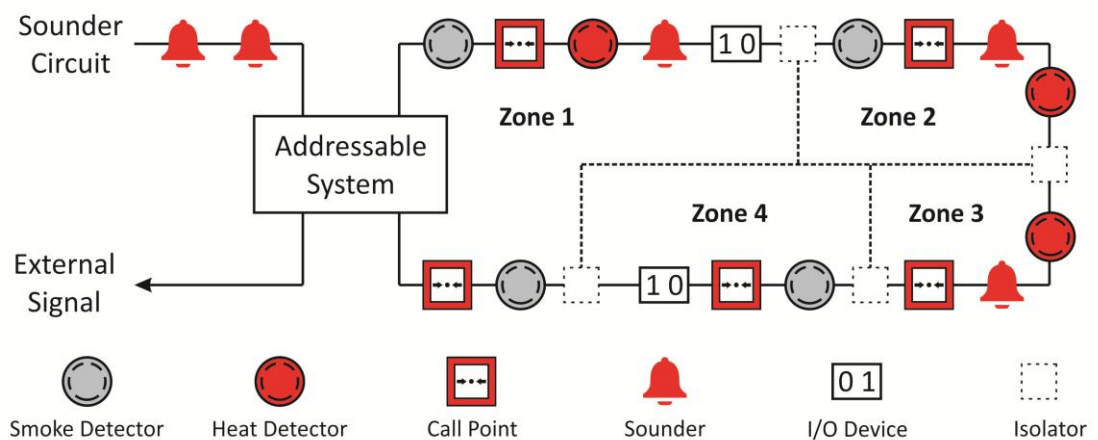 Sounder
Circuit
1 0
Zone 1
Zone 2
Addressable
System
Zone 4
Zone 3
External
Signal
1 0
0 1
Smoke Detector
Heat Detector
Call Point
Sounder
I/O Device
Isolator